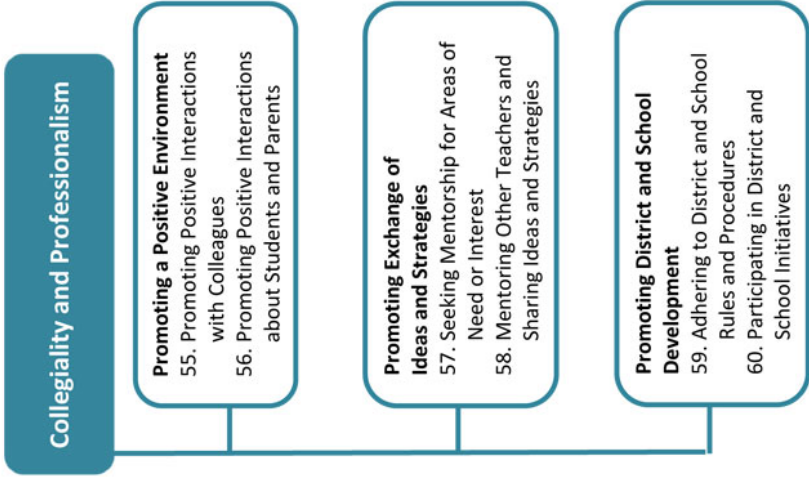 Collegiality and Professionalism
Promoting a Positive Environment
55. Promoting Positive Interactions
with Colleagues
56. Promoting Positive Interactions
about Students and Parents
Promoting Exchange of
Ideas and Strategies
57. Seeking Mentorship for Areas of
Need or Interest
58. Mentoring Other Teachers and
Sharing Ideas and Strategies
Promoting District and School
Development
59. Adhering to District and School
Rules and Procedures
60. Participating in District and
School Initiatives